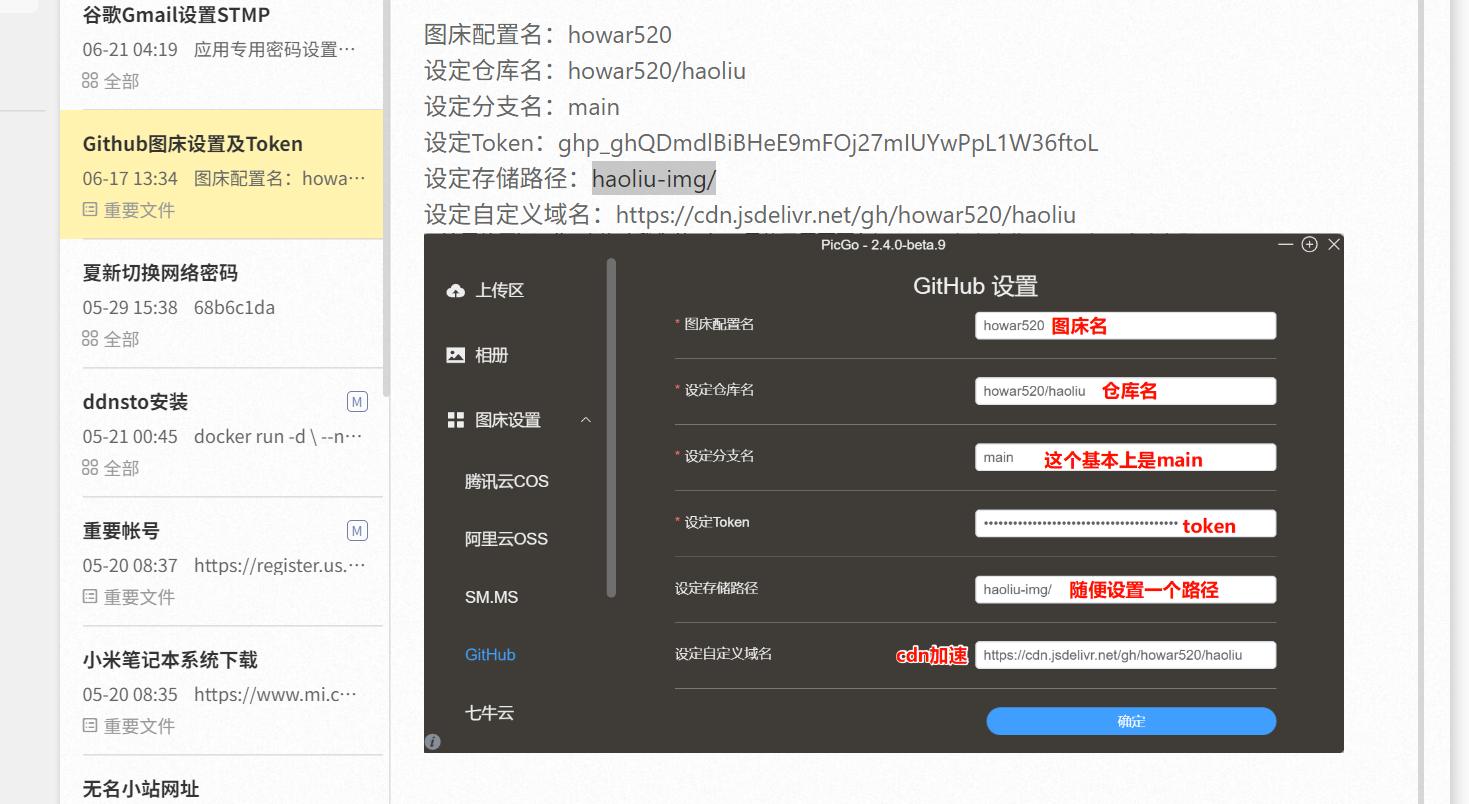 谷歌Gmail设置STMP
06-21 04:19 应用专用密码设置…
全部
Github图床设置及Token
06-17 13:34 图床配置名：howa…
重要文件
夏新切换网络密码
05-29 15:38 68b6c1da
全部
ddnsto安装 M
05-21 00:45 docker run -d \ --n…
全部
重要帐号 M
05-20 08:37 https://register.us.…
重要文件
小米笔记本系统下载
05-20 08:35 https://www.mi.c…
重要文件
无名小站网址
图床配置名：howar520
设定仓库名：howar520/haoliu
设定分支名：main
设定Token：
设定存储路径：haoliu-img/
设定自定义域名：https://cdn.jsdelivr.net/gh/howar520/haoliu
PicGo - 2.4.0-beta.9
上传区
相册
图床设置
腾讯云COS
阿里云OSS
SM.MS
GitHub
七牛云
GitHub 设置
* 图床配置名 howar520 图床名
* 设定仓库名 howar520/haoliu 仓库名
* 设定分支名 main 这个基本上是main
* 设定Token token
设定存储路径 haoliu-img/ 随便设置一个路径
设定自定义域名 cdn加速 https://cdn.jsdelivr.net/gh/howar520/haoliu
确定